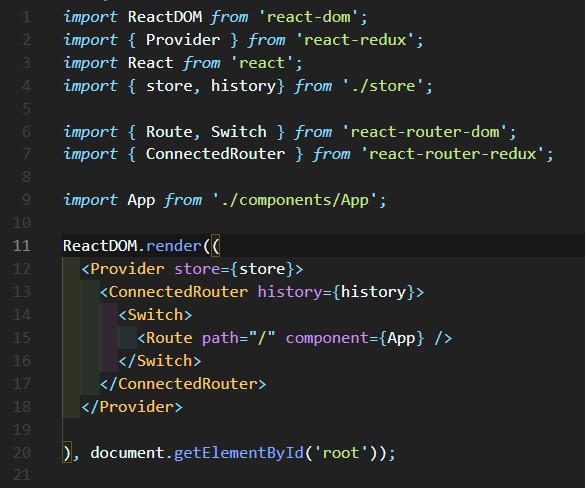 1 import ReactDOM from 'react-dom';
2 import { Provider } from 'react-redux';
3 import React from 'react';
4 import { store, history} from './store';
5
6 import { Route, Switch } from 'react-router-dom';
7 import { ConnectedRouter } from 'react-router-redux';
8
9 import App from './components/App';
10
11 ReactDOM.render((
12   <Provider store={store}>
13     <ConnectedRouter history={history}>
14       <Switch>
15         <Route path="/" component={App} />
16       </Switch>
17     </ConnectedRouter>
18   </Provider>
19
20 ), document.getElementById('root'));
21